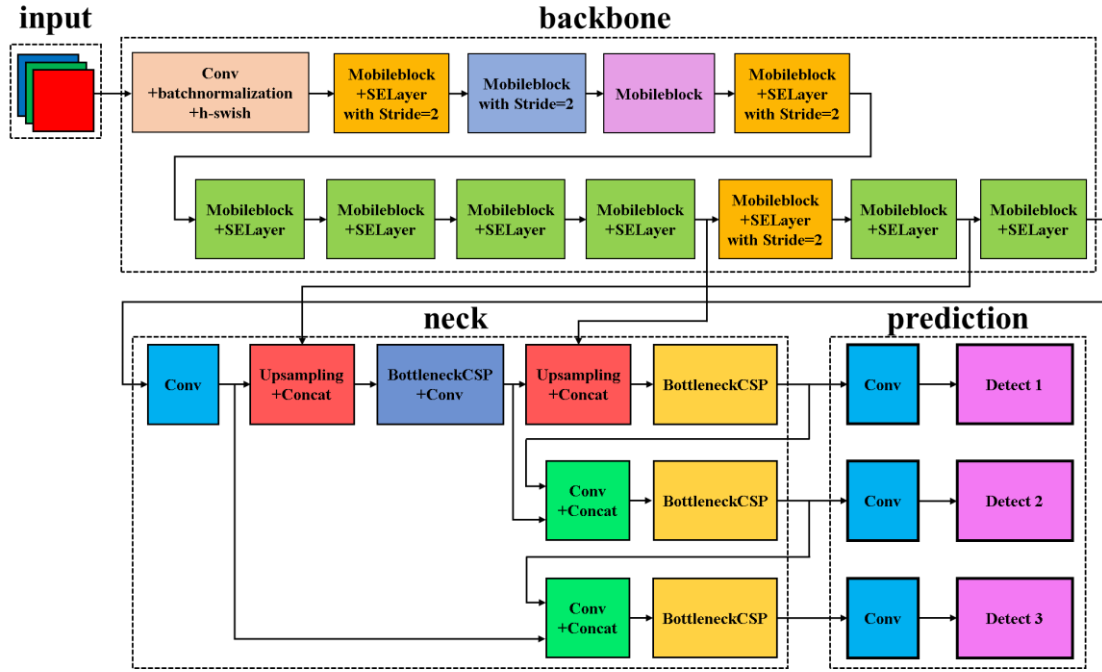 input
backbone
Conv
+batchnormalization
+h-swish
Mobileblock
+SELayer
with Stride=2
Mobileblock
with Stride=2
Mobileblock
Mobileblock
+SELayer
with Stride=2
Mobileblock
+SELayer
Mobileblock
+SELayer
Mobileblock
+SELayer
Mobileblock
+SELayer
Mobileblock
+SELayer
with Stride=2
Mobileblock
+SELayer
Mobileblock
+SELayer
neck
prediction
Conv
Upsampling
+Concat
BottleneckCSP
+Conv
Upsampling
+Concat
BottleneckCSP
Conv
Detect 1
Conv
+Concat
BottleneckCSP
Conv
Detect 2
Conv
+Concat
BottleneckCSP
Conv
Detect 3